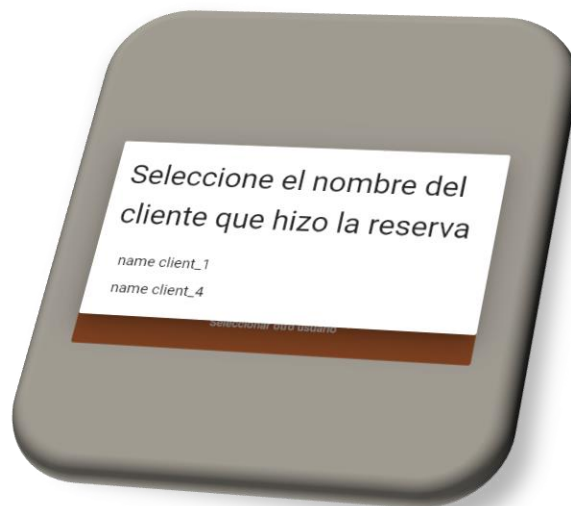 Seleccione el nombre del
cliente que hizo la reserva
name client_1
name client_4
Seleccionar otro usuario